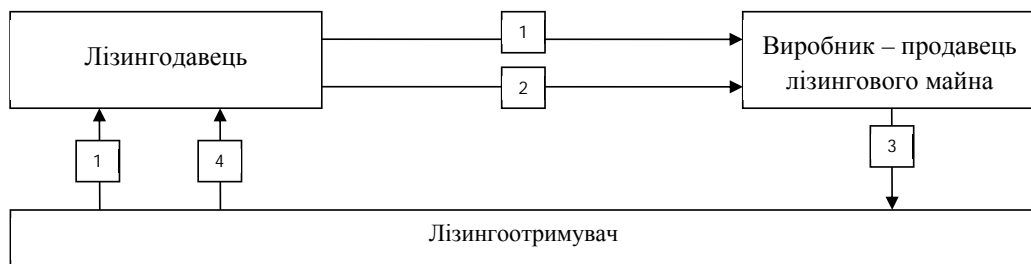 1
Лізингодавець
Виробник – продавець
лізингового майна
2
1
4
3
Лізингоотримувач